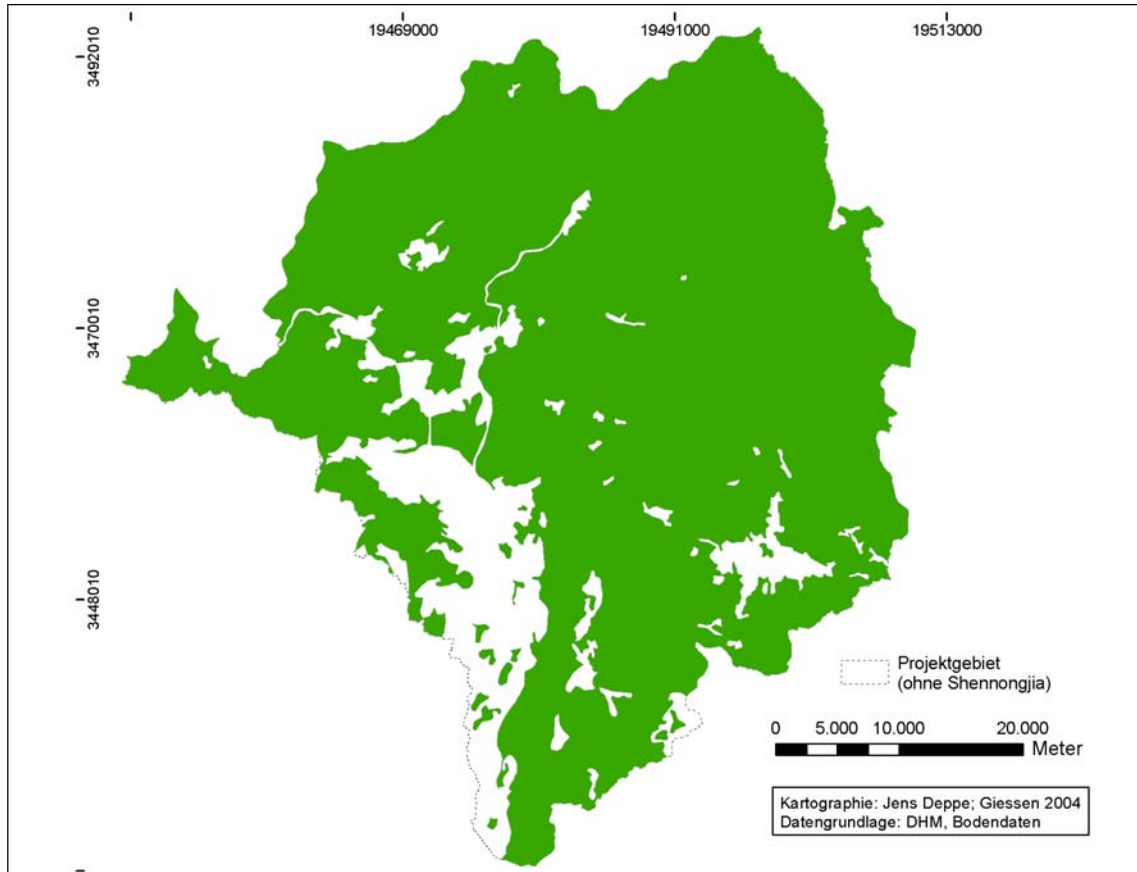 19469000
19491000
19513000
3492010
3470010
3448010
Projektgebiet
(ohne Shennongjia)
0 5.000 10.000 20.000
Meter
Kartographie: Jens Deppe; Giessen 2004
Datengrundlage: DHM, Bodendaten